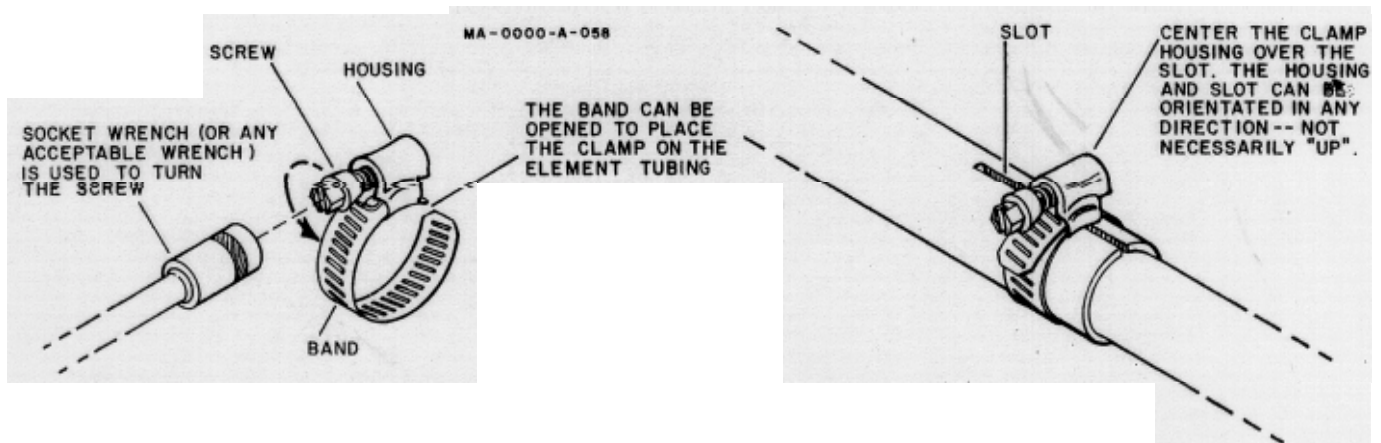 MA-0000-A-058
SCREW
HOUSING
SOCKET WRENCH (OR ANY
ACCEPTABLE WRENCH)
IS USED TO TURN
THE SCREW
THE BAND CAN BE
OPENED TO PLACE
THE CLAMP ON THE
ELEMENT TUBING
BAND
SLOT
CENTER THE CLAMP
HOUSING OVER THE
SLOT. THE HOUSING
AND SLOT CAN BE
ORIENTATED IN ANY
DIRECTION -- NOT
NECESSARILY "UP".